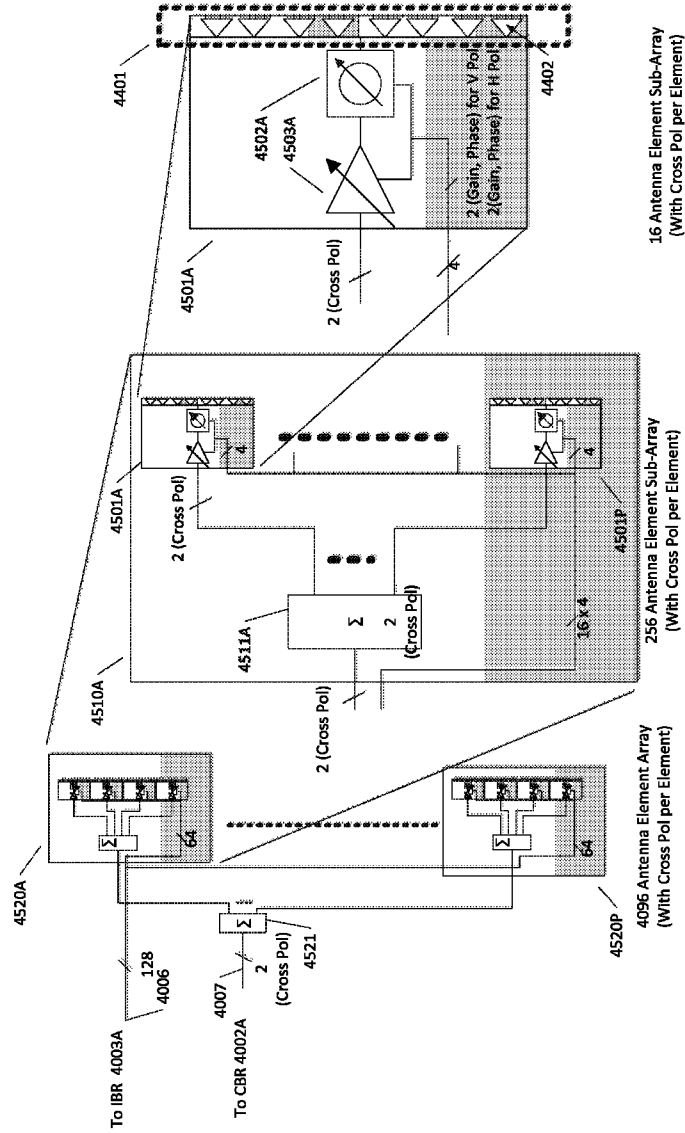 To IBR 4003A
128
4006
4007
2
(Cross Pol)
To CBR 4002A
4521
Σ
4520A
Σ
64
4520P
Σ
64
4096 Antenna Element Array
(With Cross Pol per Element)
4510A
2 (Cross Pol)
4511A
Σ
2
(Cross Pol)
4501A
2 (Cross Pol)
4
4
16 x 4
4501P
256 Antenna Element Sub-Array
(With Cross Pol per Element)
4501A
2 (Cross Pol)
4
4502A
4503A
4401
2 (Gain, Phase) for V Pol
2(Gain, Phase) for H Pol
4402
16 Antenna Element Sub-Array
(With Cross Pol per Element)